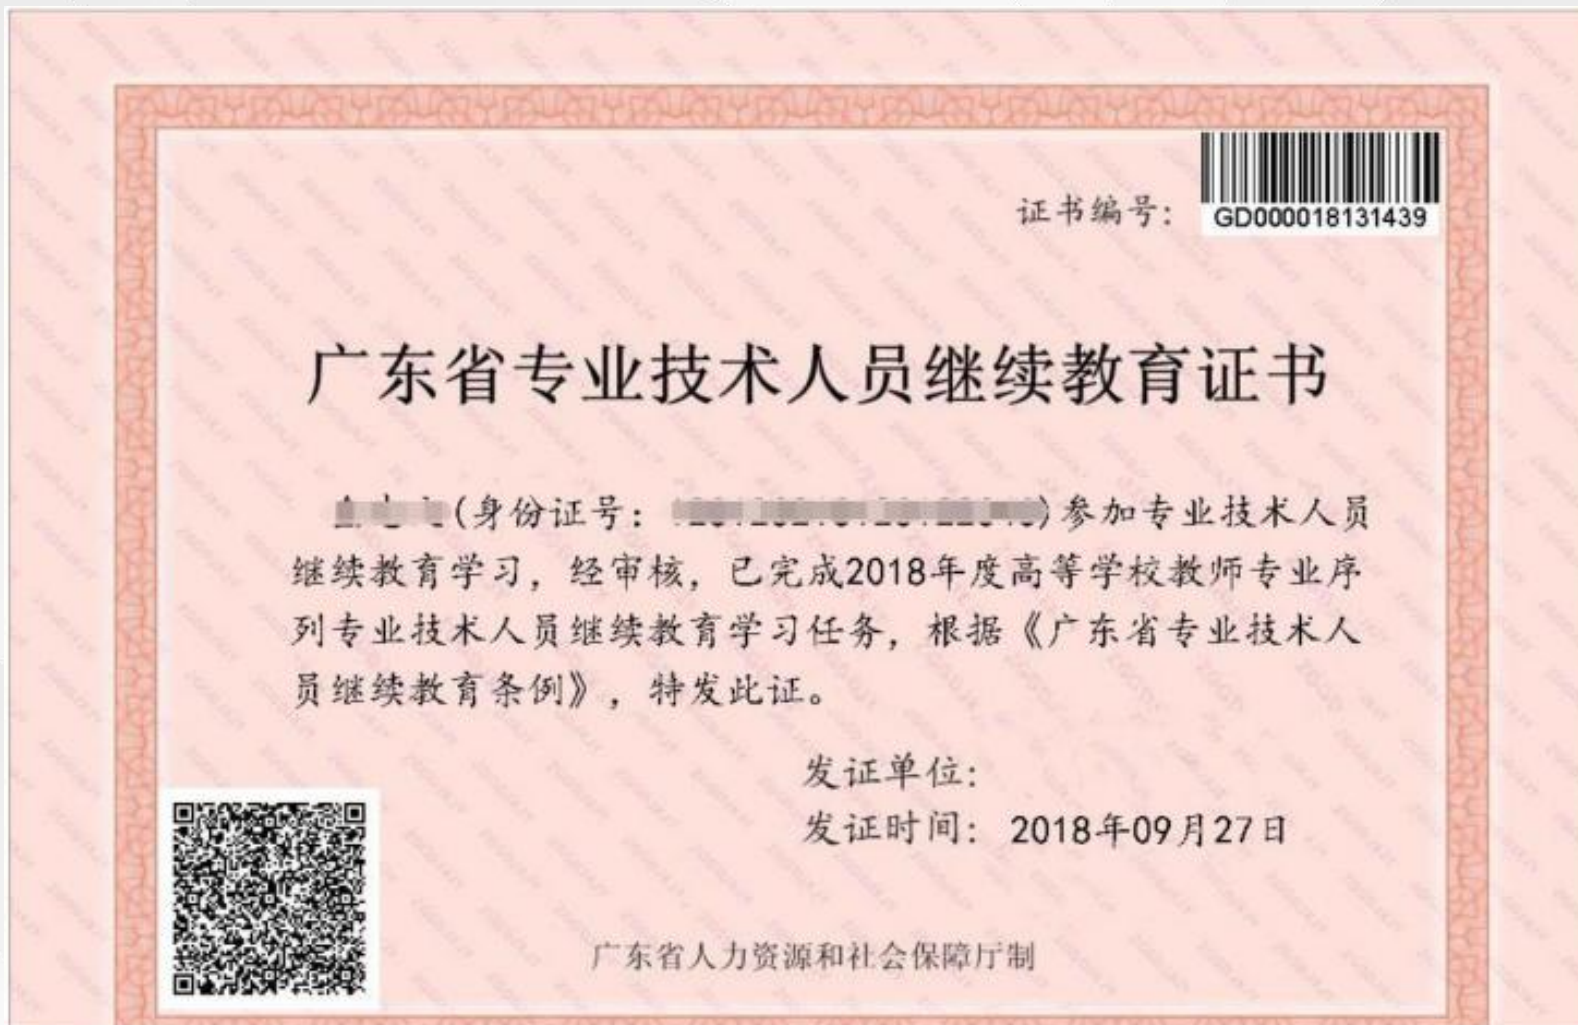 证书编号：
GD000018131439
广东省专业技术人员继续教育证书
(身份证号：)参加专业技术人员
继续教育学习，经审核，已完成2018年度高等学校教师专业序
列专业技术人员继续教育学习任务，根据《广东省专业技术人
员继续教育条例》，特发此证。
发证单位：
发证时间：2018年09月27日
广东省人力资源和社会保障厅制